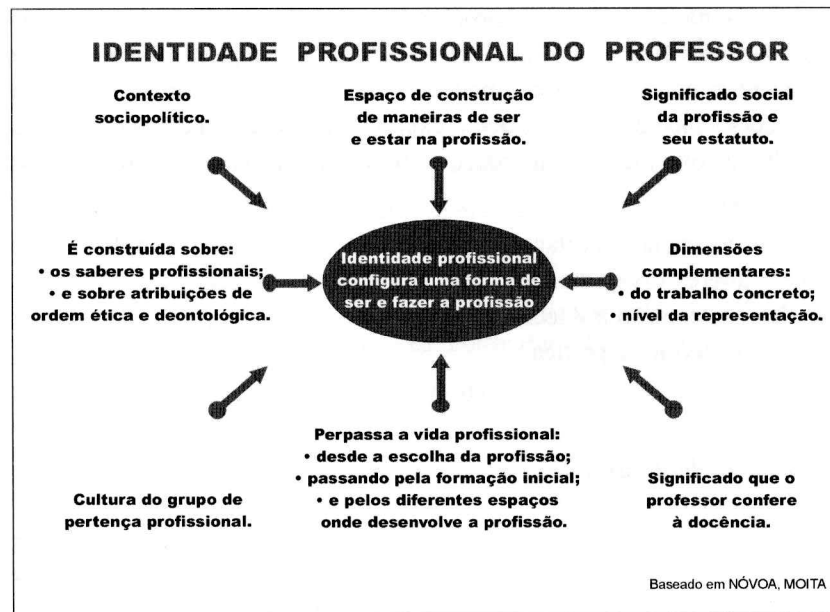 IDENTIDADE PROFISSIONAL DO PROFESSOR
Contexto
sociopolítico.
Espaço de construção
de maneiras de ser
e estar na profissão.
Significado social
da profissão e
seu estatuto.
É construída sobre:
• os saberes profissionais;
• e sobre atribuições de
ordem ética e deontológica.
Identidade profissional
configura uma forma de
ser e fazer a profissão
Dimensões
complementares:
• do trabalho concreto;
• nível da representação.
Cultura do grupo de
pertença profissional.
Perpassa a vida profissional:
• desde a escolha da profissão;
• passando pela formação inicial;
• e pelos diferentes espaços
onde desenvolve a profissão.
Significado que o
professor confere
à docência.
Baseado em NÓVOA, MOITA